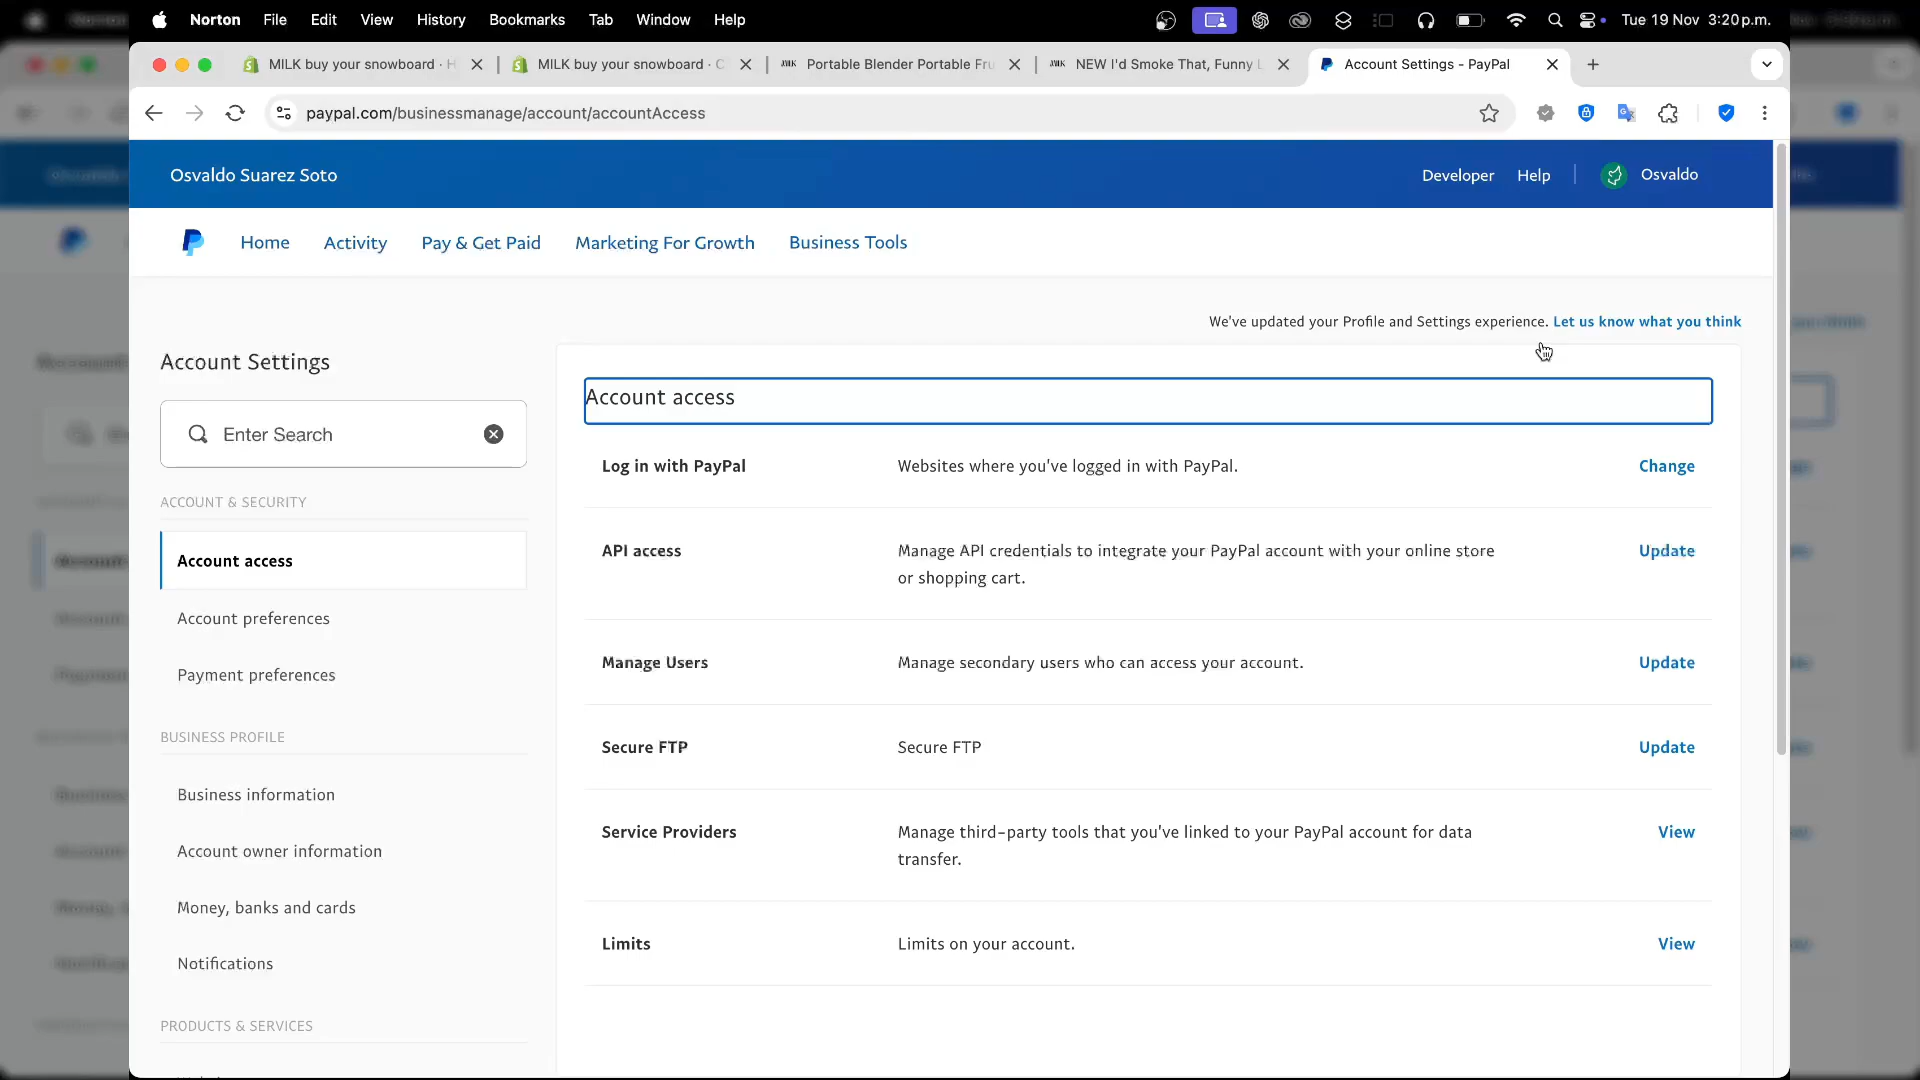 Norton File Edit View History Bookmarks Tab Window Help Tue 19 Nov 3:20 p.m.
MILK buy your snowboard · H MILK buy your snowboard · C Portable Blender Portable Fru NEW I'd Smoke That, Funny L Account Settings - PayPal
paypal.com/businessmanage/account/accountAccess
Osvaldo Suarez Soto Developer Help Osvaldo
Home Activity Pay & Get Paid Marketing For Growth Business Tools
We've updated your Profile and Settings experience. Let us know what you think
Account Settings
Account access
Enter Search
Log in with PayPal Websites where you've logged in with PayPal. Change
ACCOUNT & SECURITY
API access Manage API credentials to integrate your PayPal account with your online store Update
or shopping cart.
Account access
Account preferences
Manage Users Manage secondary users who can access your account. Update
Payment preferences
BUSINESS PROFILE
Secure FTP Secure FTP Update
Business information
Service Providers Manage third-party tools that you've linked to your PayPal account for data View
transfer.
Account owner information
Money, banks and cards
Limits Limits on your account. View
Notifications
PRODUCTS & SERVICES